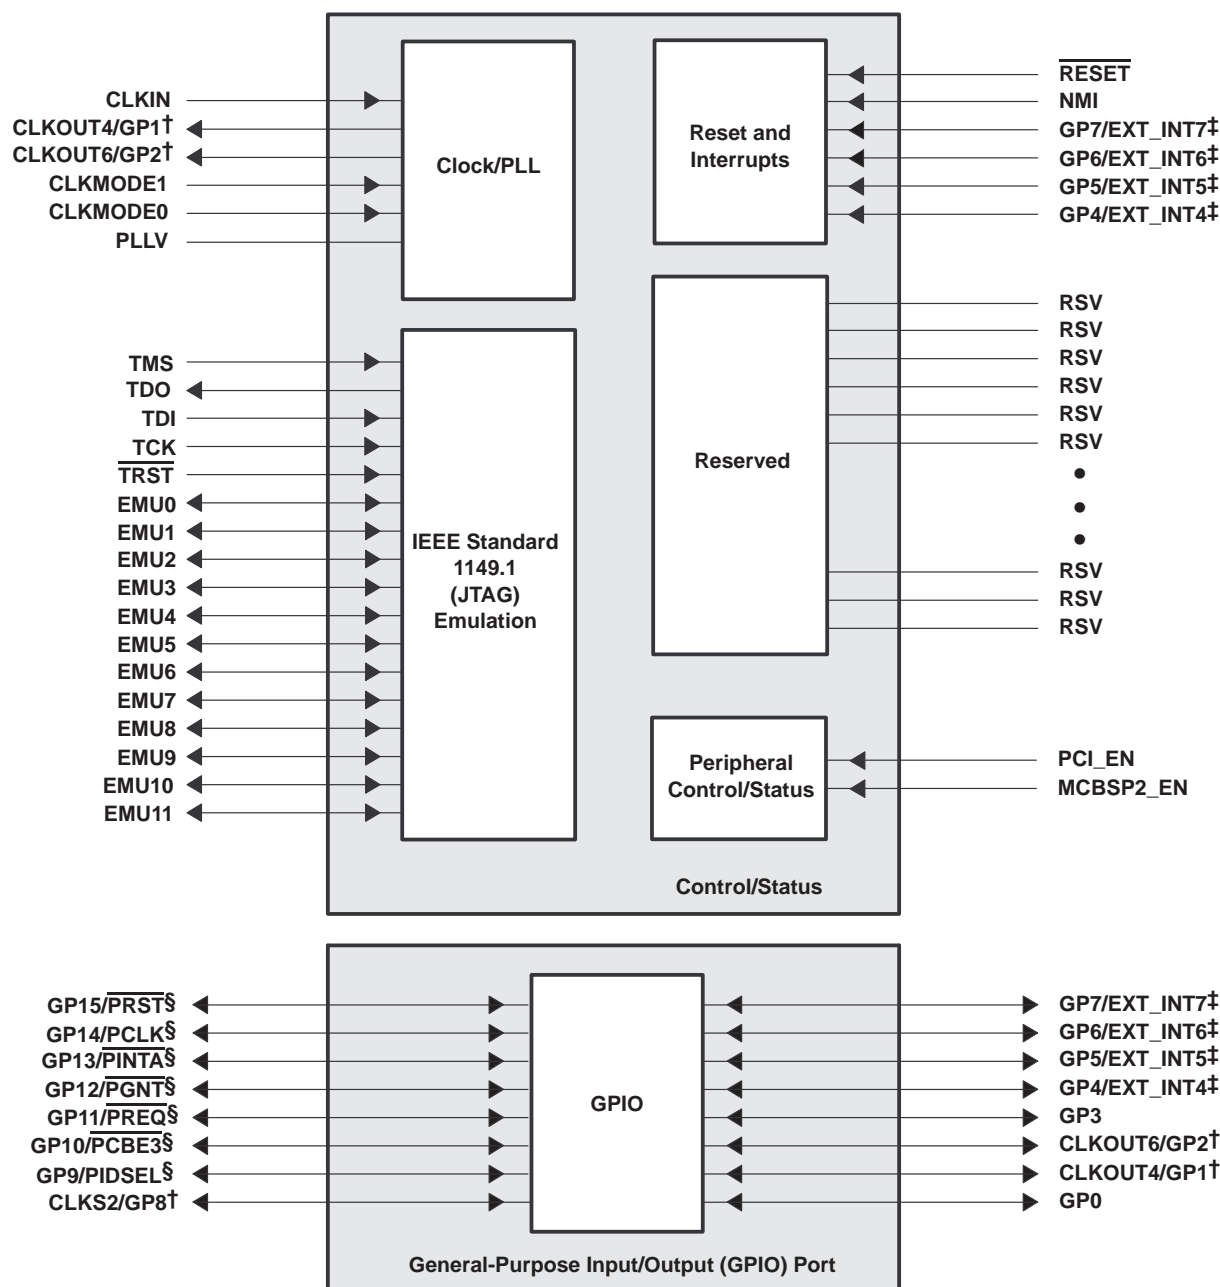 CLKIN
CLKOUT4/GP1†
CLKOUT6/GP2†
CLKMODE1
CLKMODE0
PLLV
Clock/PLL
Reset and
Interrupts
RESET
NMI
GP7/EXT_INT7‡
GP6/EXT_INT6‡
GP5/EXT_INT5‡
GP4/EXT_INT4‡
TMS
TDO
TDI
TCK
TRST
EMU0
EMU1
EMU2
EMU3
EMU4
EMU5
EMU6
EMU7
EMU8
EMU9
EMU10
EMU11
IEEE Standard
1149.1
(JTAG)
Emulation
Reserved
RSV
RSV
RSV
RSV
RSV
RSV
•
•
•
RSV
RSV
RSV
Peripheral
Control/Status
PCI_EN
MCBSP2_EN
Control/Status
GP15/PRST§
GP14/PCLK§
GP13/PINTA§
GP12/PGNT§
GP11/PREQ§
GP10/PCBE3§
GP9/PIDSEL§
CLKS2/GP8†
GPIO
GP7/EXT_INT7‡
GP6/EXT_INT6‡
GP5/EXT_INT5‡
GP4/EXT_INT4‡
GP3
CLKOUT6/GP2†
CLKOUT4/GP1†
GP0
General-Purpose Input/Output (GPIO) Port